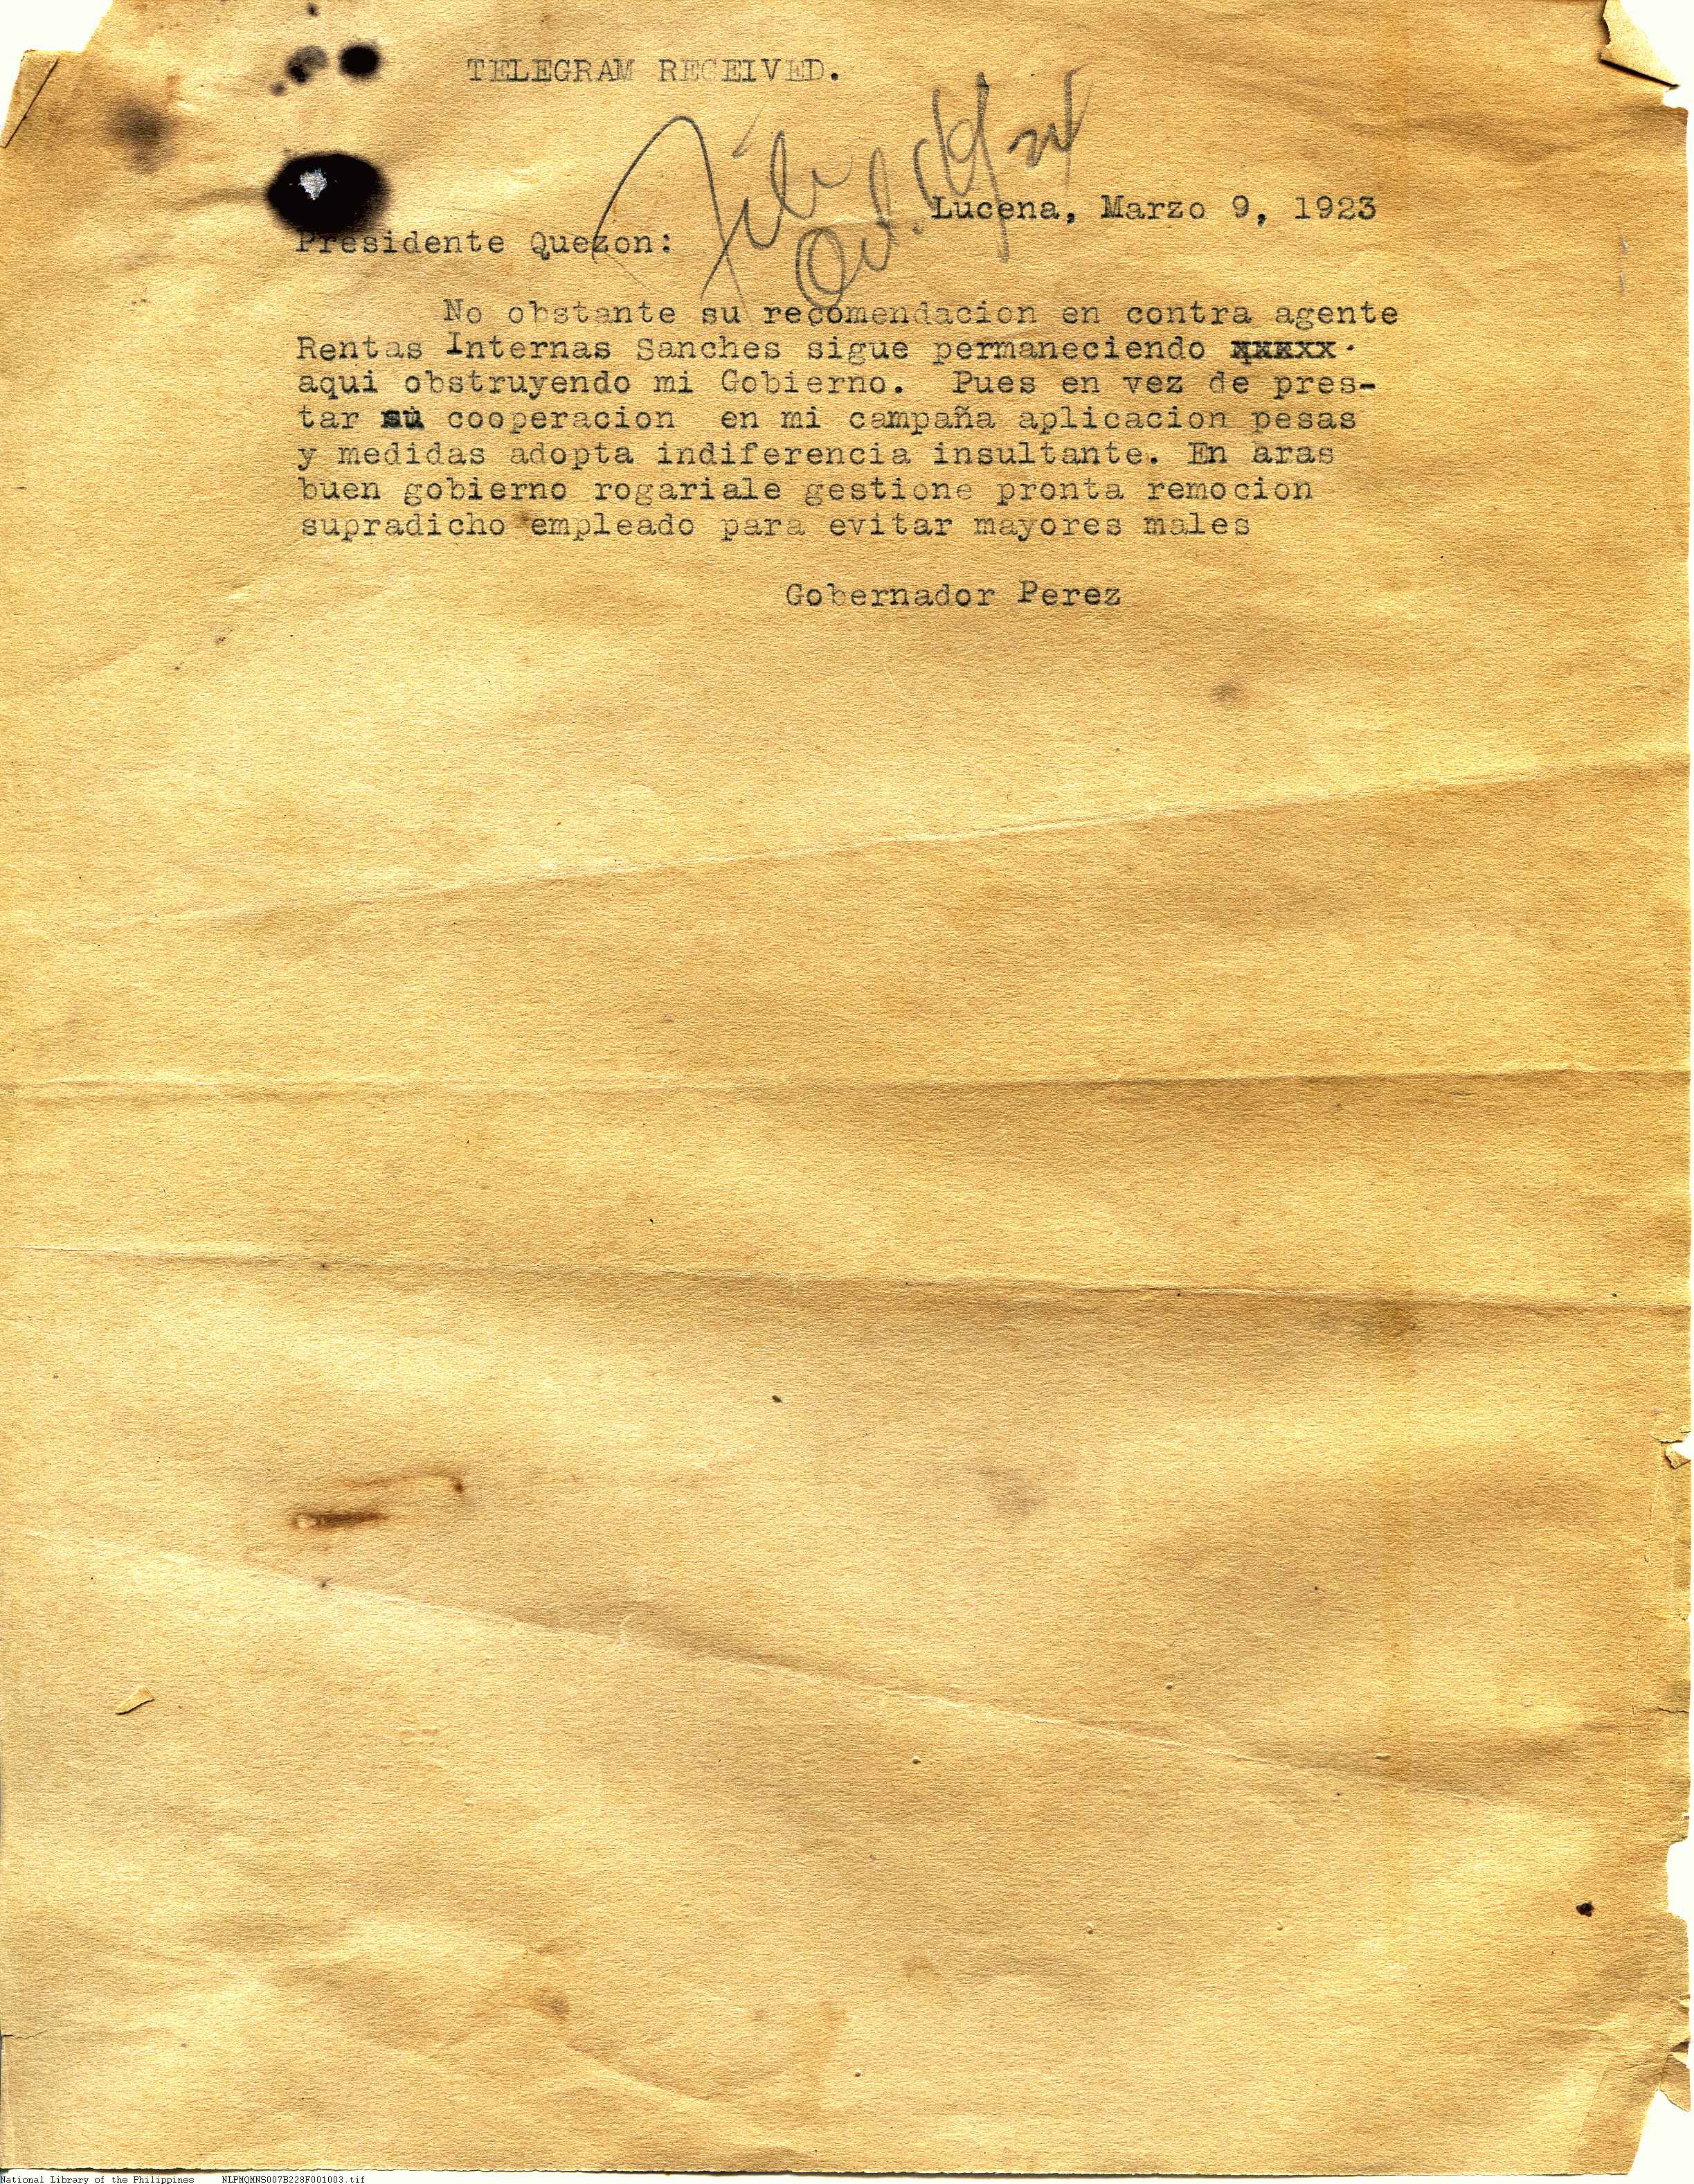 TELEGRAM RECEIVED.
File
Lucena, Marzo 9, 1923
Presidente Quezon:
No obstante su recomendacion en contra agente
Rentas Internas Sanches sigue permaneciendo xxxxx.
aqui obstruyendo mi Gobierno. Pues en vez de pres-
tar su cooperacion en mi campaña aplicacion pesas
y medidas adopta indiferencia insultante. En aras
buen gobierno rogariale gestione pronta remocion
supradicho empleado para evitar mayores males
Gobernador Perez
National Library of the Philippines NLPMQMNS007B228F001003.tif